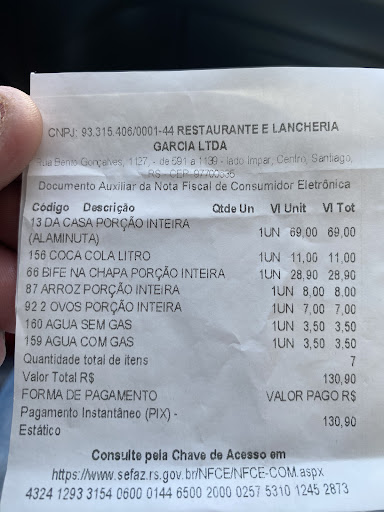 CNPJ: 93.315.406/0001-44 RESTAURANTE E LANCHERIA
GARCIA LTDA
Rua Bento Gonçalves, 1127, - de 591 a 1139 - lado ímpar, Centro, Santiago,
RS - CEP: 97700
Documento Auxiliar da Nota Fiscal de Consumidor Eletrônica
Código Descrição Qtde Un Vl Unit Vl Tot
13 DA CASA PORÇÃO INTEIRA
(ALAMINUTA) 1UN 69,00 69,00
156 COCA COLA LITRO 1UN 11,00 11,00
66 BIFE NA CHAPA PORÇÃO INTEIRA 1UN 28,90 28,90
87 ARROZ PORÇÃO INTEIRA 1UN 8,00 8,00
92 2 OVOS PORÇÃO INTEIRA 1UN 7,00 7,00
160 AGUA SEM GAS 1UN 3,50 3,50
159 AGUA COM GAS 1UN 3,50 3,50
Quantidade total de itens 7
Valor Total R$ 130,90
FORMA DE PAGAMENTO VALOR PAGO R$
Pagamento Instantâneo (PIX) -
Estático 130,90
Consulte pela Chave de Acesso em
https://www.sefaz.rs.gov.br/NFCE/NFCE-COM.aspx
4324 1293 3154 0600 0144 6500 2000 0257 5310 1245 2873